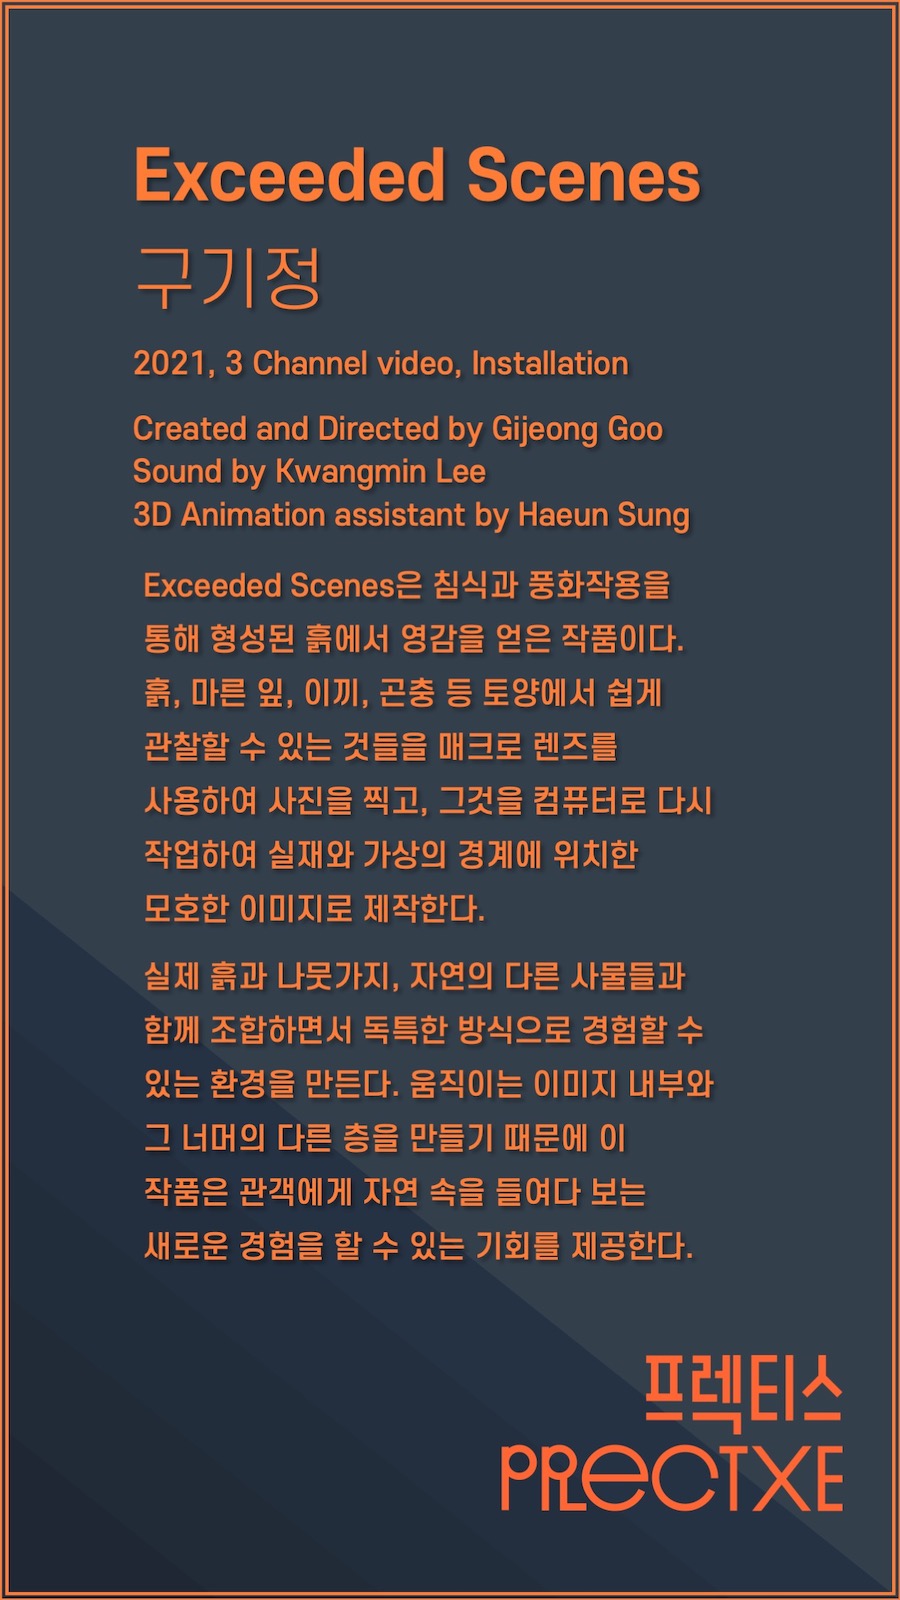 Exceeded Scenes
구기정
2021, 3 Channel video, Installation
Created and Directed by Gijeong Goo
Sound by Kwangmin Lee
3D Animation assistant by Haeun Sung
Exceeded Scenes은 침식과 풍화작용을
통해 형성된 흙에서 영감을 얻은 작품이다.
흙, 마른 잎, 이끼, 곤충 등 토양에서 쉽게
관찰할 수 있는 것들을 매크로 렌즈를
사용하여 사진을 찍고, 그것을 컴퓨터로 다시
작업하여 실재와 가상의 경계에 위치한
모호한 이미지로 제작한다.
실제 흙과 나뭇가지, 자연의 다른 사물들과
함께 조합하면서 독특한 방식으로 경험할 수
있는 환경을 만든다. 움직이는 이미지 내부와
그 너머의 다른 층을 만들기 때문에 이
작품은 관객에게 자연 속을 들여다 보는
새로운 경험을 할 수 있는 기회를 제공한다.
프렉티스
PRECTXE